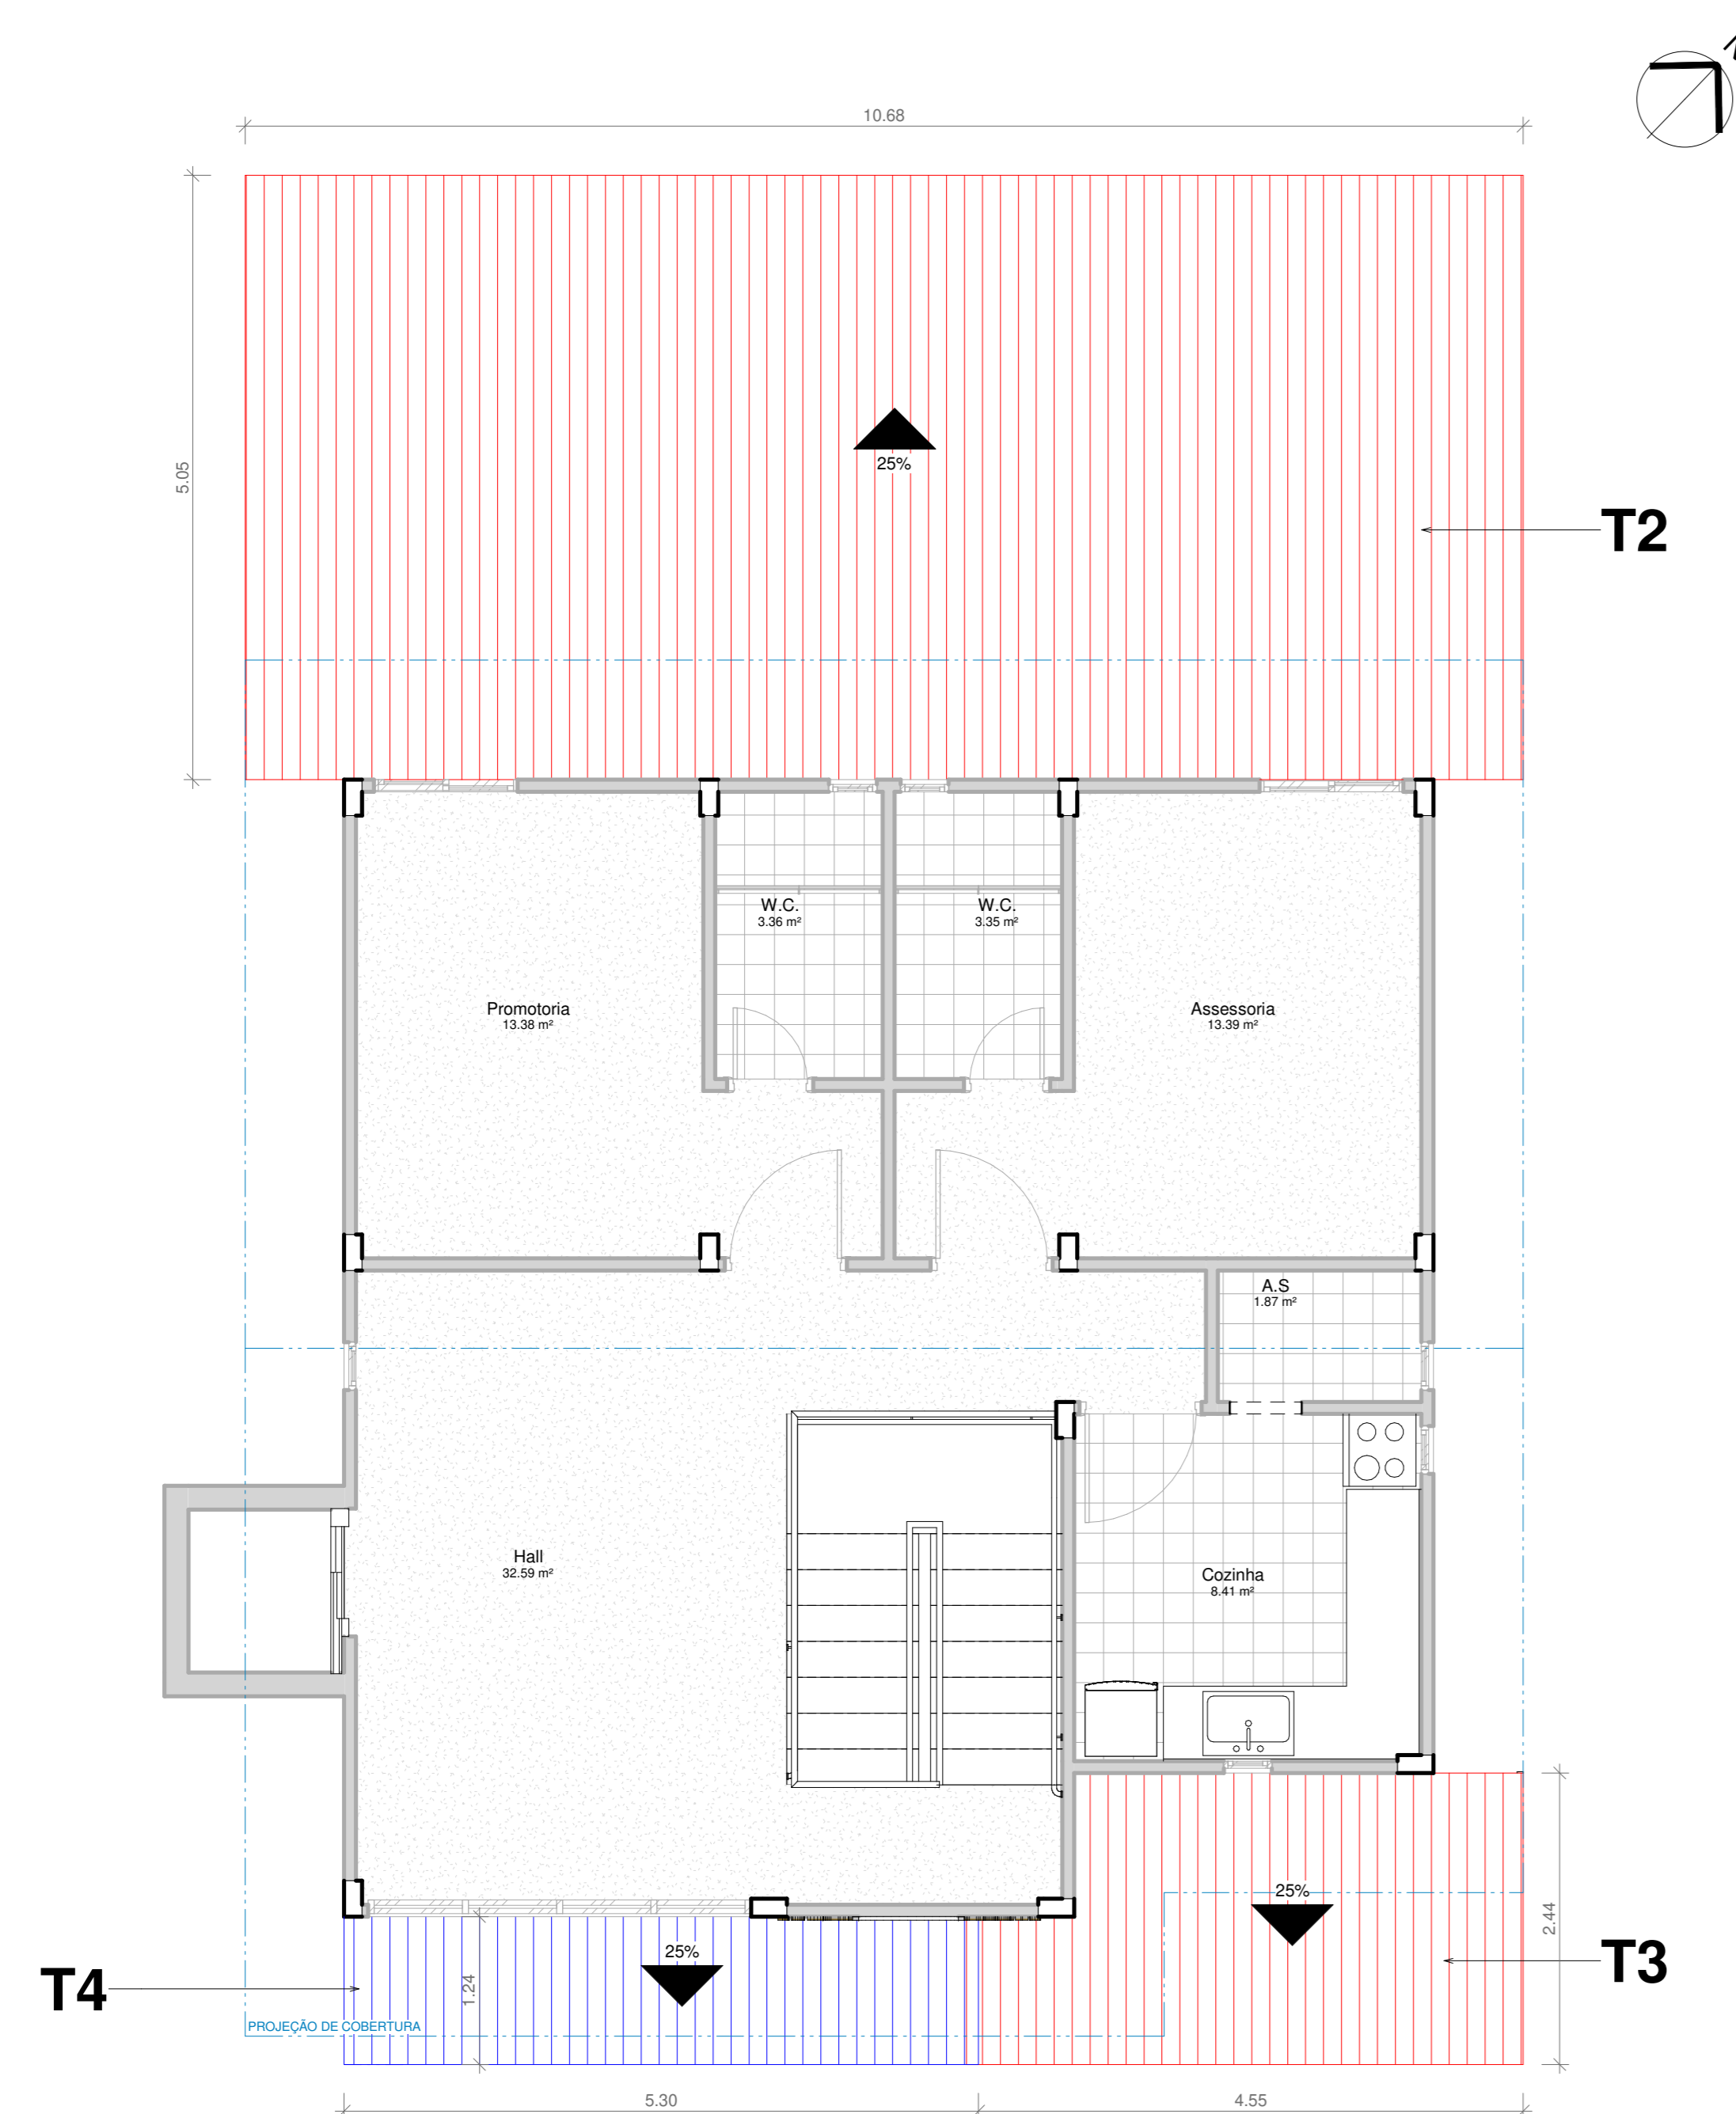 10.68
5.05
25%
T2
W.C.
3.36 m²
W.C.
3.35 m²
Promotoria
13.38 m²
Assessoria
13.39 m²
A.S
1.87 m²
Hall
32.59 m²
Cozinha
8.41 m²
25%
2.44
T3
25%
T4
1.24
PROJEÇÃO DE COBERTURA
5.30
4.55